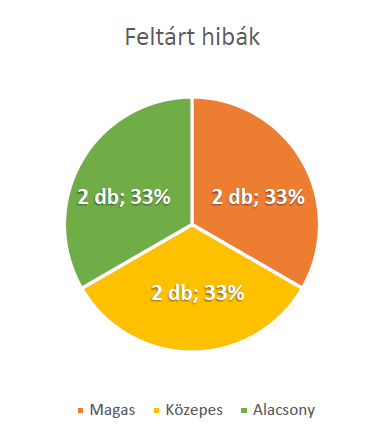 Feltárt hibák
2 db; 33% 2 db; 33%
2 db; 33%
Magas Közepes Alacsony